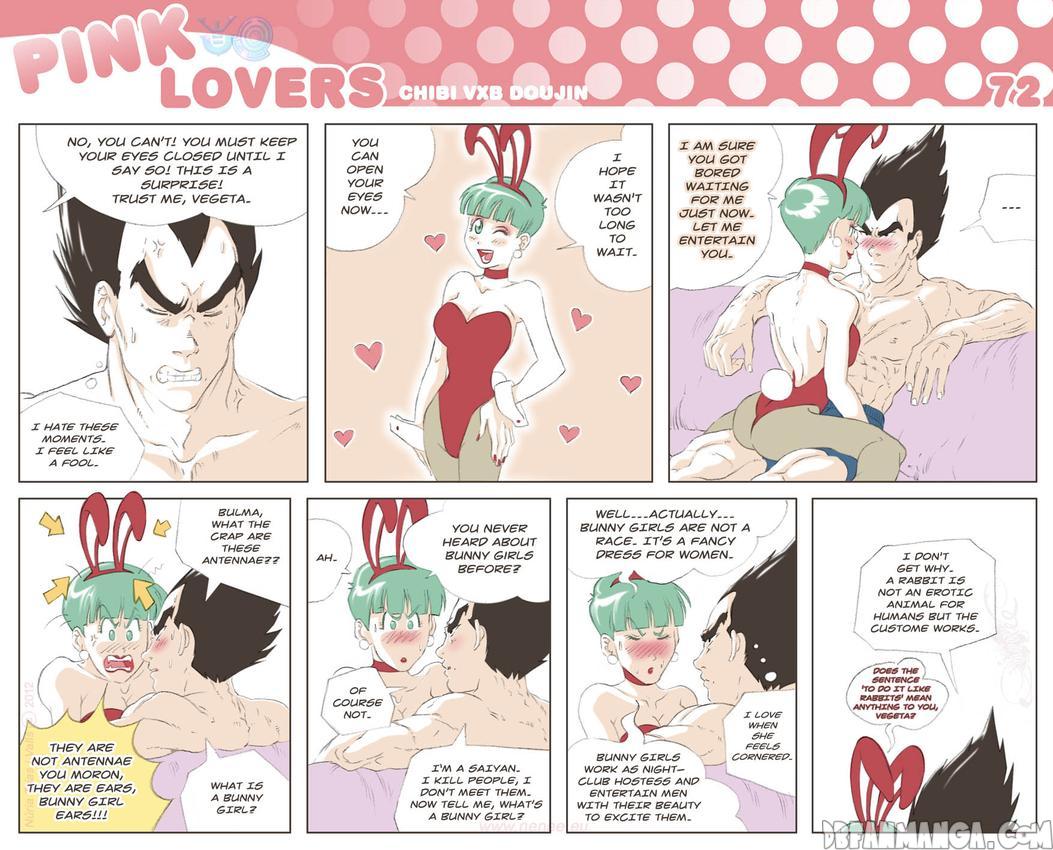 PINK
LOVERS
CHIBI VXB DOUJIN
72
NO, YOU CAN'T! YOU MUST KEEP
YOUR EYES CLOSED UNTIL I
SAY SO! THIS IS A
SURPRISE!
TRUST ME, VEGETA.
I HATE THESE
MOMENTS.
I FEEL LIKE
A FOOL.
YOU
CAN
OPEN
YOUR
EYES
NOW...
I
HOPE
IT
WASN'T
TOO
LONG
TO
WAIT.
I AM SURE
YOU GOT
BORED
WAITING
FOR ME
JUST NOW.
LET ME
ENTERTAIN
YOU.
...
BULMA,
WHAT THE
CRAP ARE
THESE
ANTENNAE??
THEY ARE
NOT ANTENNAE
YOU MORON,
THEY ARE EARS,
BUNNY GIRL
EARS!!!
WHAT IS
A BUNNY
GIRL?
AH.
YOU NEVER
HEARD ABOUT
BUNNY GIRLS
BEFORE?
OF
COURSE
NOT.
I'M A SAIYAN.
I KILL PEOPLE, I
DON'T MEET THEM.
NOW TELL ME, WHAT'S
A BUNNY GIRL?
WELL...ACTUALLY...
BUNNY GIRLS ARE NOT A
RACE. IT'S A FANCY
DRESS FOR WOMEN.
I LOVE
WHEN
SHE
FEELS
CORNERED.
BUNNY GIRLS
WORK AS NIGHT-
CLUB HOSTESS AND
ENTERTAIN MEN
WITH THEIR BEAUTY
TO EXCITE THEM.
I DON'T
GET WHY.
A RABBIT IS
NOT AN EROTIC
ANIMAL FOR
HUMANS BUT THE
CUSTOME WORKS.
DOES THE
SENTENCE
'TO DO IT LIKE
RABBITS' MEAN
ANYTHING TO YOU,
VEGETA?
www.nenee.eu
2012
DBFANMANGA.COM